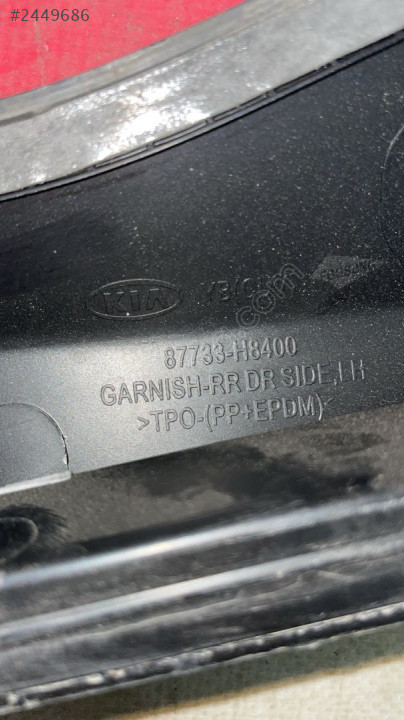 #2449686
KIA
87733-H8400
GARNISH-RR DR SIDE,LH
>TPO-(PP+EPDM)<